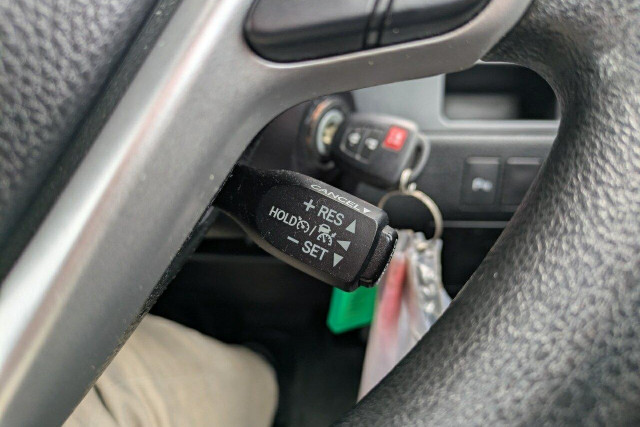 CANCEL
+ RES
HOLD /
− SET